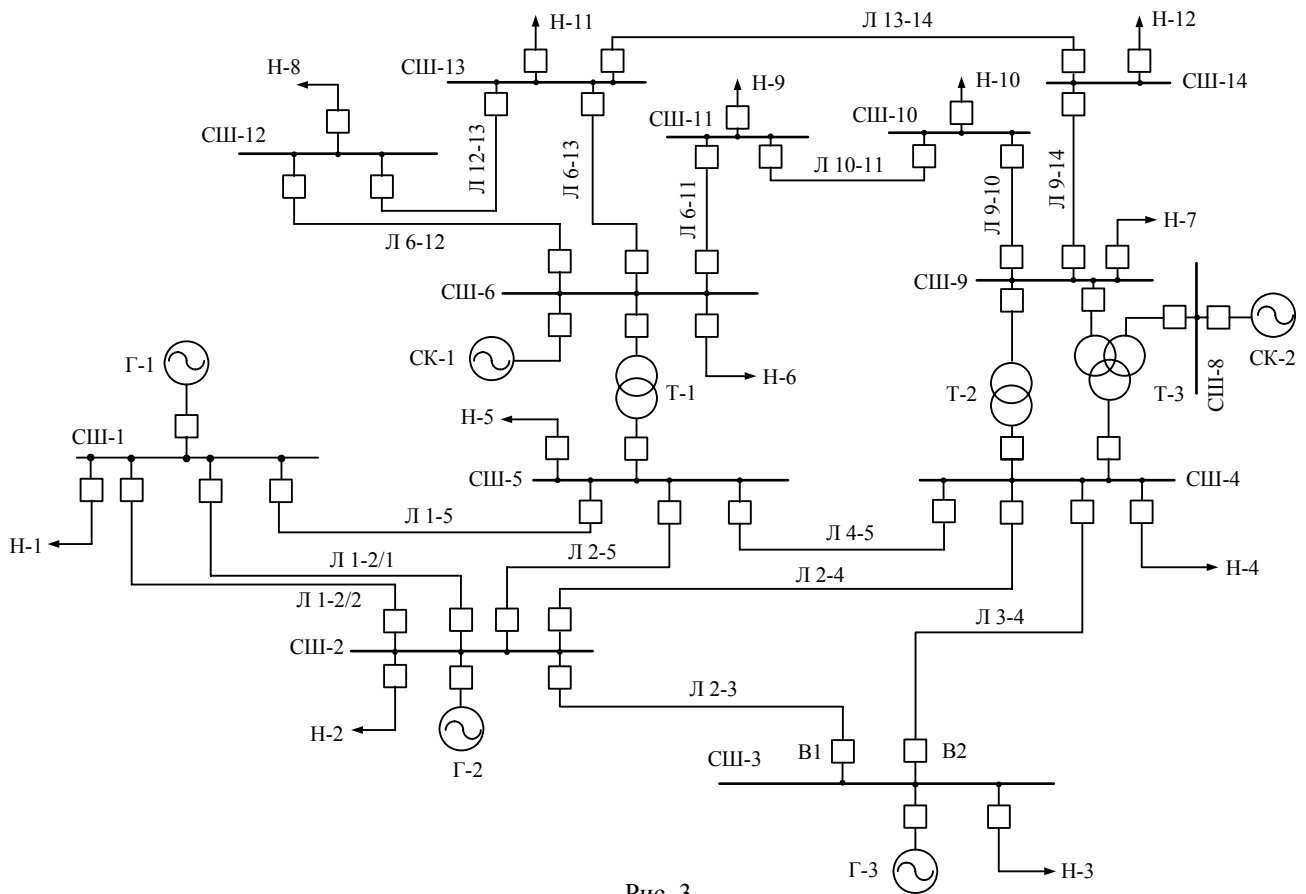 Н-11
Л 13-14
Н-12
СШ-13
СШ-14
Н-8
Н-9
Н-10
СШ-11
СШ-10
СШ-12
Л 12-13
Л 6-13
Л 10-11
Л 6-11
Л 9-10
Л 9-14
Н-7
Л 6-12
СШ-6
СШ-9
СК-1
Н-6
Г-1
Т-1
Т-2
Т-3
СШ-8
СК-2
Н-5
СШ-1
СШ-5
СШ-4
Л 1-5
Н-1
Л 1-2/1
Л 2-5
Л 4-5
Л 2-4
Н-4
Л 1-2/2
Л 3-4
СШ-2
Л 2-3
Н-2
Г-2
СШ-3
В1
В2
Г-3
Н-3
Рис. 3